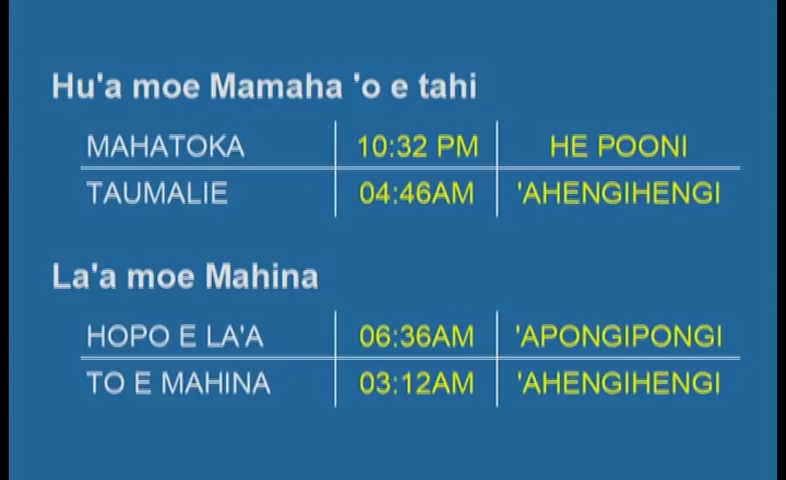 Hu'a moe Mamaha 'o e tahi
MAHATOKA 10:32 PM HE POONI
TAUMALIE 04:46AM 'AHENGIHENGI
La'a moe Mahina
HOPO E LA'A 06:36AM 'APONGIPONGI
TO E MAHINA 03:12AM 'AHENGIHENGI